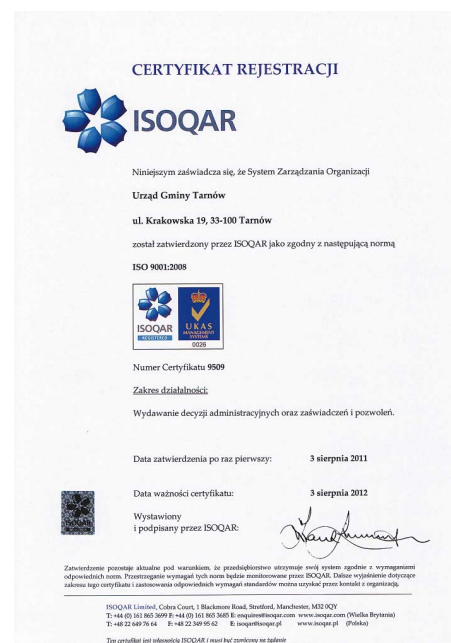 CERTYFIKAT REJESTRACJI
ISOQAR
Niniejszym zaświadcza się, że System Zarządzania Organizacji
Urząd Gminy Tarnów
ul. Krakowska 19, 33-100 Tarnów
został zatwierdzony przez ISOQAR jako zgodny z następującą normą
ISO 9001:2008
ISOQAR
REGISTERED
UKAS
MANAGEMENT
SYSTEMS
0026
Numer Certyfikatu 9509
Zakres działalności:
Wydawanie decyzji administracyjnych oraz zaświadczeń i pozwoleń.
Data zatwierdzenia po raz pierwszy: 3 sierpnia 2011
Data ważności certyfikatu: 3 sierpnia 2012
Wystawiony
i podpisany przez ISOQAR:
ISOQAR
Zatwierdzenie pozostaje aktualne pod warunkiem, że przedsiębiorstwo utrzymuje swój system zgodnie z wymaganiami
odpowiednich norm. Przestrzeganie wymagań tych norm będzie monitorowane przez ISOQAR. Dalsze wyjaśnienie dotyczące
zakresu tego certyfikatu i zastosowania odpowiednich wymagań standardów można uzyskać przez kontakt z organizacją.
ISOQAR Limited, Cobra Court, 1 Blackmore Road, Stretford, Manchester, M32 0QY
T: +44 (0) 161 865 3699 F: +44 (0) 161 865 3685 E: enquires@isoqar.com www.isoqar.com (Wielka Brytania)
T: +48 22 649 76 64 F: +48 22 349 95 62 E: isoqar@isoqar.pl www.isoqar.pl (Polska)
Ten certyfikat jest własnością ISOQAR i musi być zwrócony na żądanie